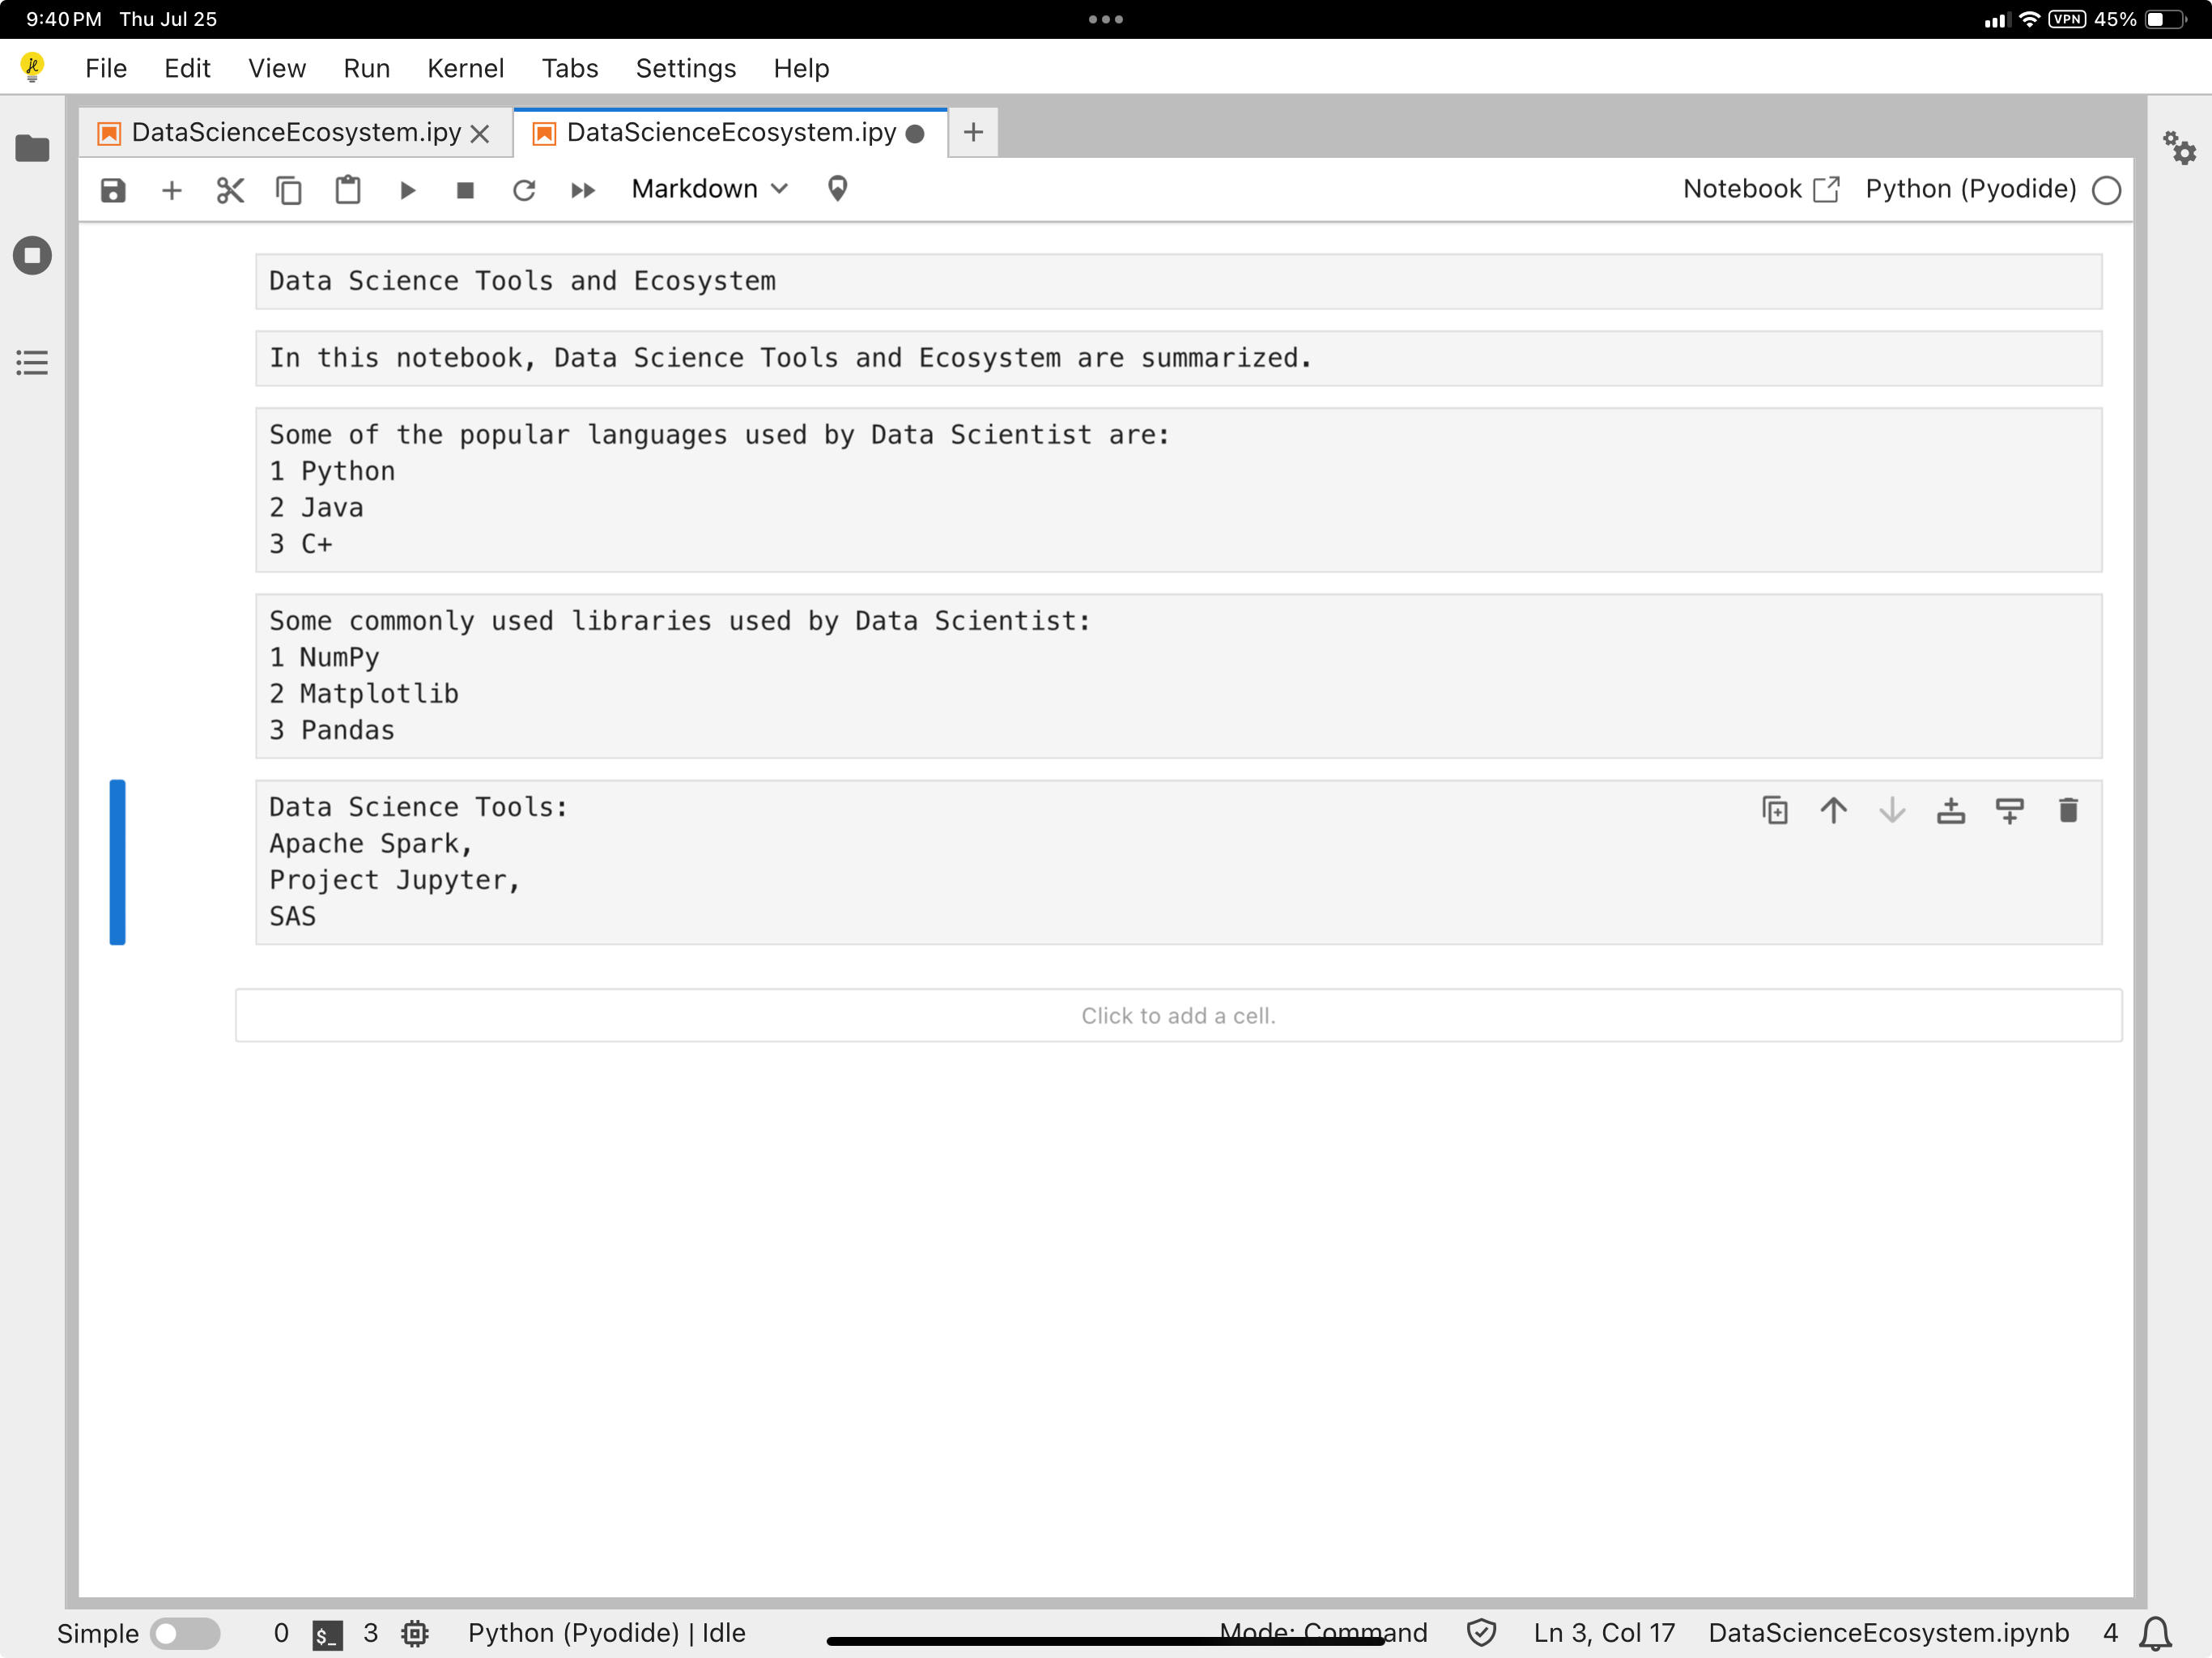 9:40 PM Thu Jul 25
VPN 45%
File Edit View Run Kernel Tabs Settings Help
DataScienceEcosystem.ipy DataScienceEcosystem.ipy
Markdown Notebook Python (Pyodide)
Data Science Tools and Ecosystem
In this notebook, Data Science Tools and Ecosystem are summarized.
Some of the popular languages used by Data Scientist are:
1 Python
2 Java
3 C+
Some commonly used libraries used by Data Scientist:
1 NumPy
2 Matplotlib
3 Pandas
Data Science Tools:
Apache Spark,
Project Jupyter,
SAS
Click to add a cell.
Simple 0 $_ 3 Python (Pyodide) | Idle Mode: Command Ln 3, Col 17 DataScienceEcosystem.ipynb 4